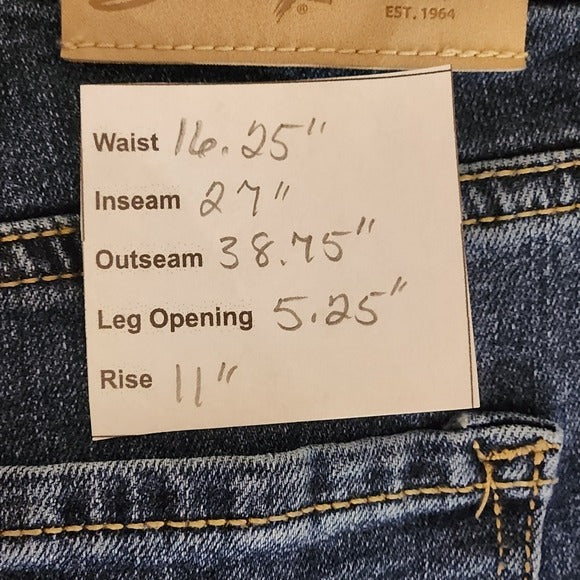 ® EST. 1964
Waist 16.25"
Inseam 27"
Outseam 38.75"
Leg Opening 5.25"
Rise 11"